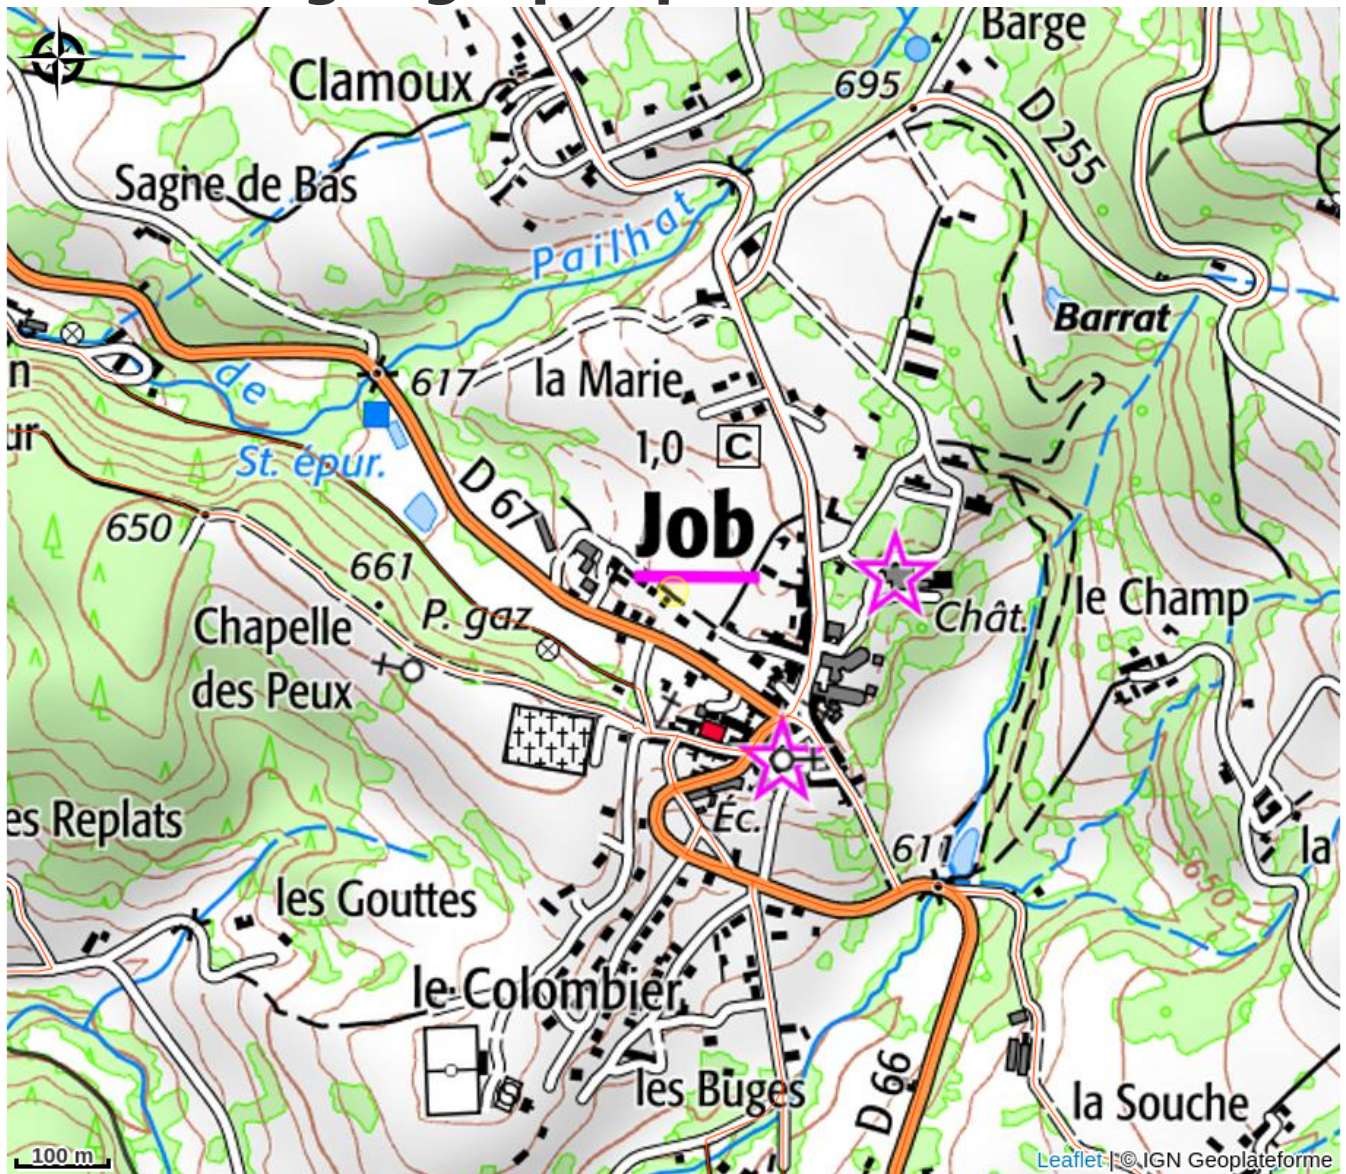 Barge
Clamoux
695
D 255
Sagne de Bas
Pailhat
Barrat
de
617
la Marie
n
ur
St. épur.
1,0 C
D 67
Job
650
661
P. gaz
Chât.
le Champ
Chapelle
des Peux
Éc.
es Replats
611
la
650
les Gouttes
le Colombier
les Buges
D 66
la Souche
100 m
Leaflet | © IGN Geoplateforme